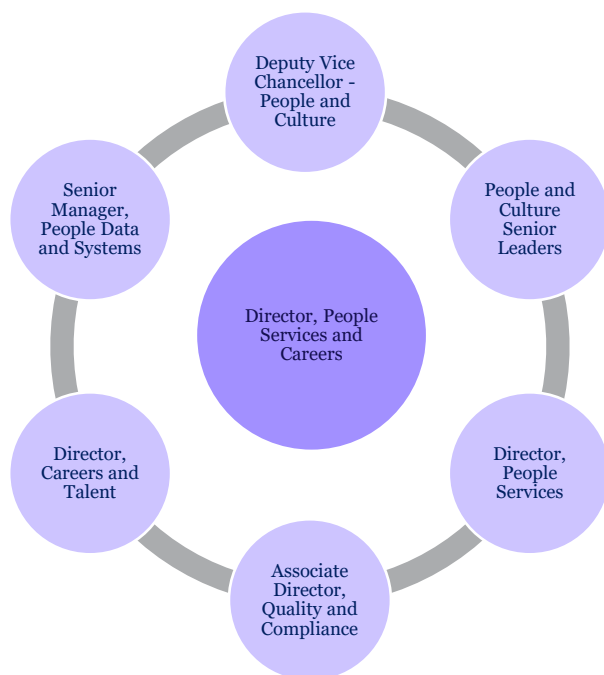 Deputy Vice
Chancellor -
People and
Culture
People and
Culture
Senior
Leaders
Director,
People
Services
Associate
Director,
Quality and
Compliance
Director,
Careers and
Talent
Senior
Manager,
People Data
and Systems
Director, People
Services and
Careers